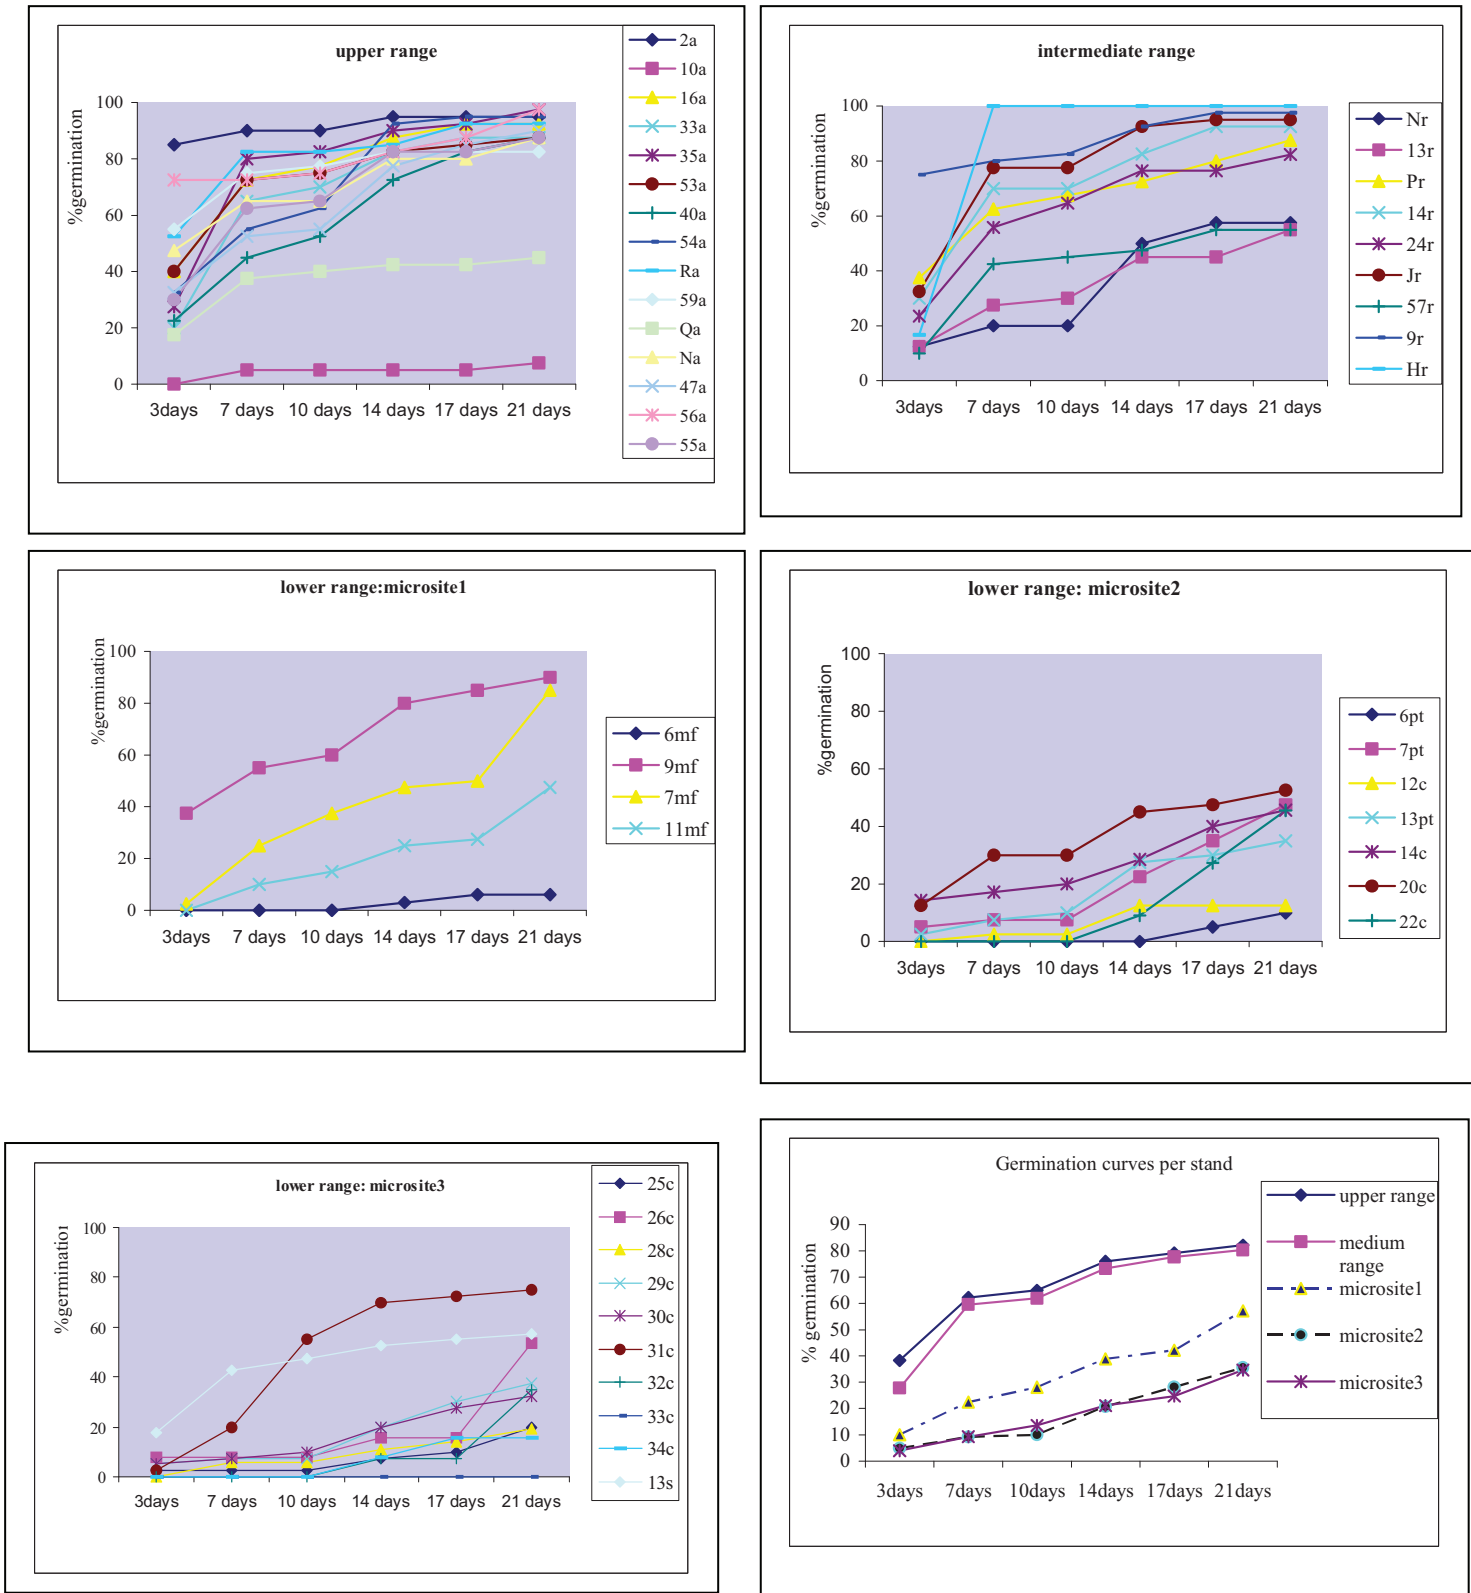 upper range
%germination
100
80
60
40
20
0
3days 7 days 10 days 14 days 17 days 21 days
2a
10a
16a
33a
35a
53a
40a
54a
Ra
59a
Qa
Na
47a
56a
55a
intermediate range
%germination
100
80
60
40
20
0
3days 7 days 10 days 14 days 17 days 21 days
Nr
13r
Pr
14r
24r
Jr
57r
9r
Hr
lower range:microsite1
%germination
100
80
60
40
20
0
3days 7 days 10 days 14 days 17 days 21 days
6mf
9mf
7mf
11mf
lower range: microsite2
%germination
100
80
60
40
20
0
3days 7 days 10 days 14 days 17 days 21 days
6pt
7pt
12c
13pt
14c
20c
22c
lower range: microsite3
%germination
100
80
60
40
20
0
3days 7 days 10 days 14 days 17 days 21 days
25c
26c
28c
29c
30c
31c
32c
33c
34c
13s
Germination curves per stand
% germination
90
80
70
60
50
40
30
20
10
0
3days 7days 10days 14days 17days 21days
upper range
medium
range
microsite1
microsite2
microsite3